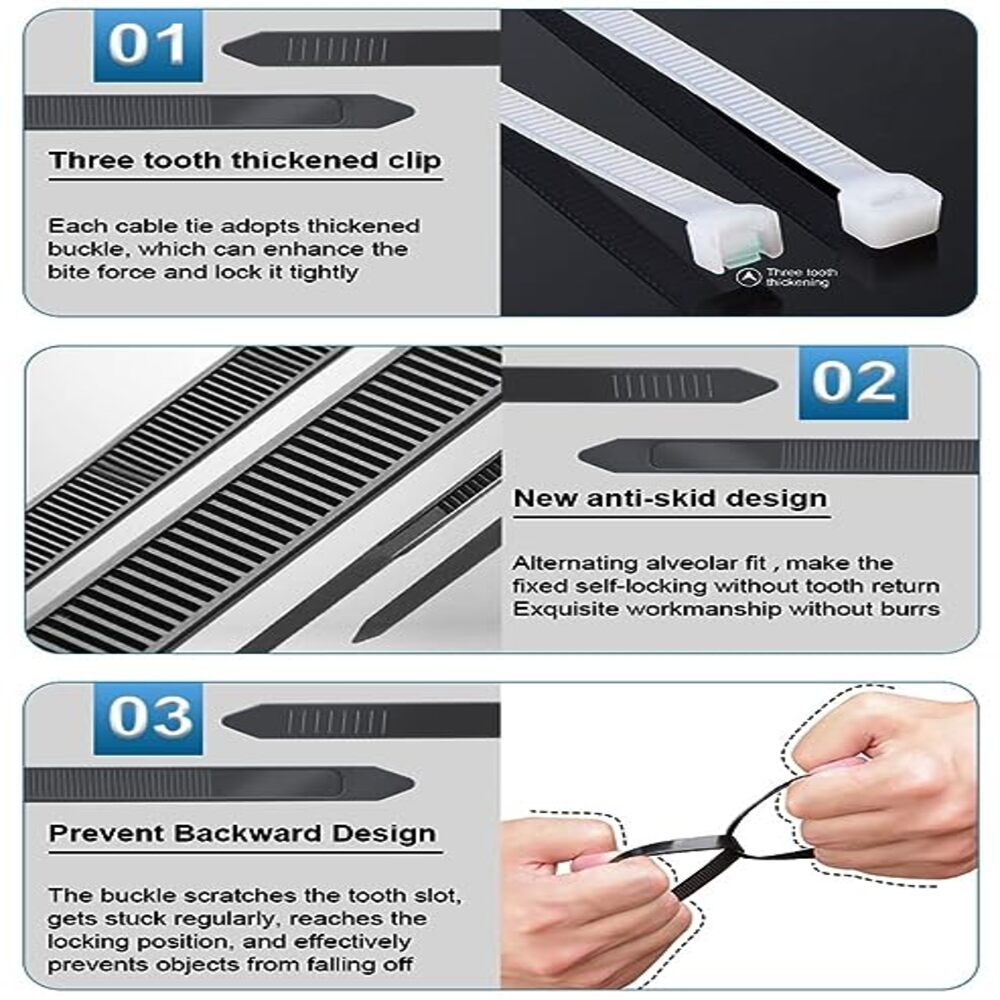 01
Three tooth thickened clip
Each cable tie adopts thickened
buckle, which can enhance the
bite force and lock it tightly
Three tooth
thickening
02
New anti-skid design
Alternating alveolar fit , make the
fixed self-locking without tooth return
Exquisite workmanship without burrs
03
Prevent Backward Design
The buckle scratches the tooth slot,
gets stuck regularly, reaches the
locking position, and effectively
prevents objects from falling off